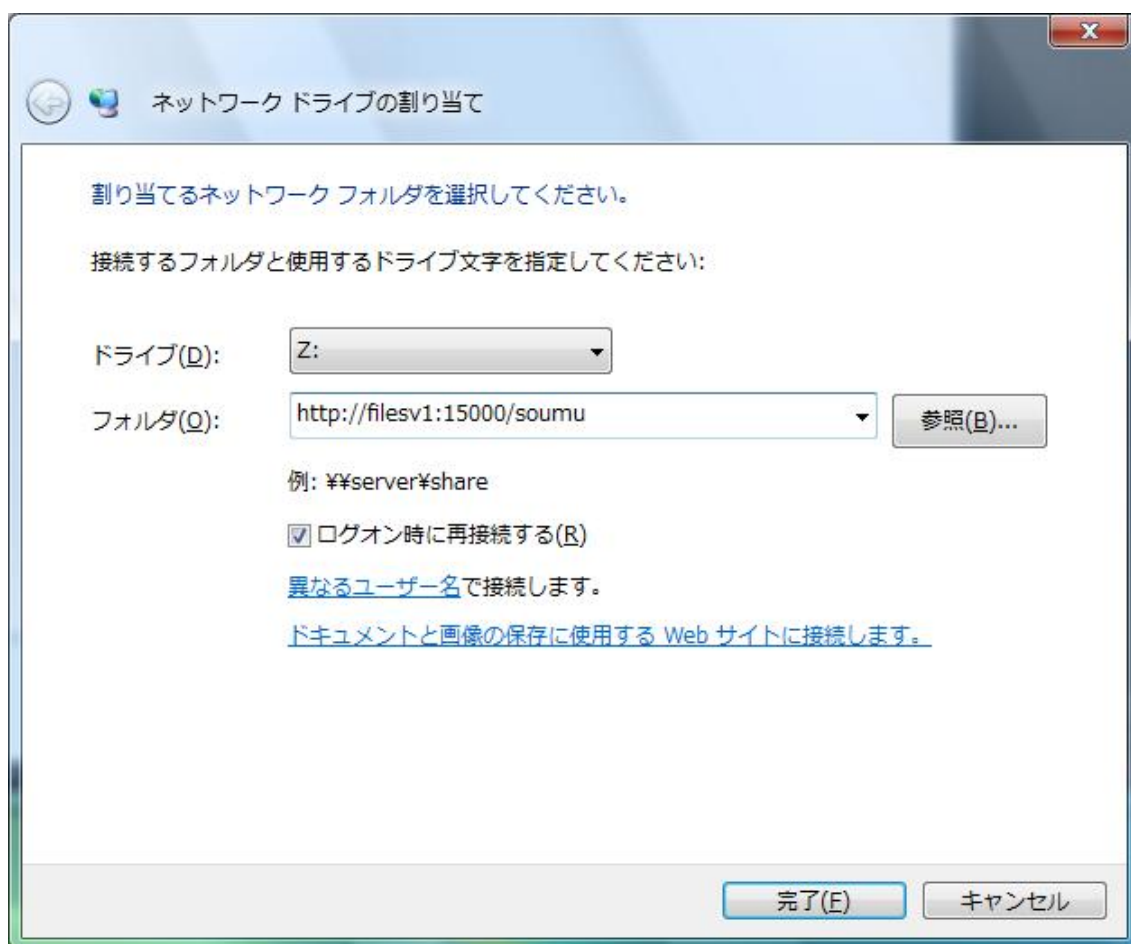 ネットワーク ドライブの割り当て
割り当てるネットワーク フォルダを選択してください。
接続するフォルダと使用するドライブ文字を指定してください:
ドライブ(D): Z:
フォルダ(O): http://filesv1:15000/soumu 参照(B)...
例: ¥¥server¥share
ログオン時に再接続する(R)
異なるユーザー名で接続します。
ドキュメントと画像の保存に使用する Web サイトに接続します。
完了(F) キャンセル